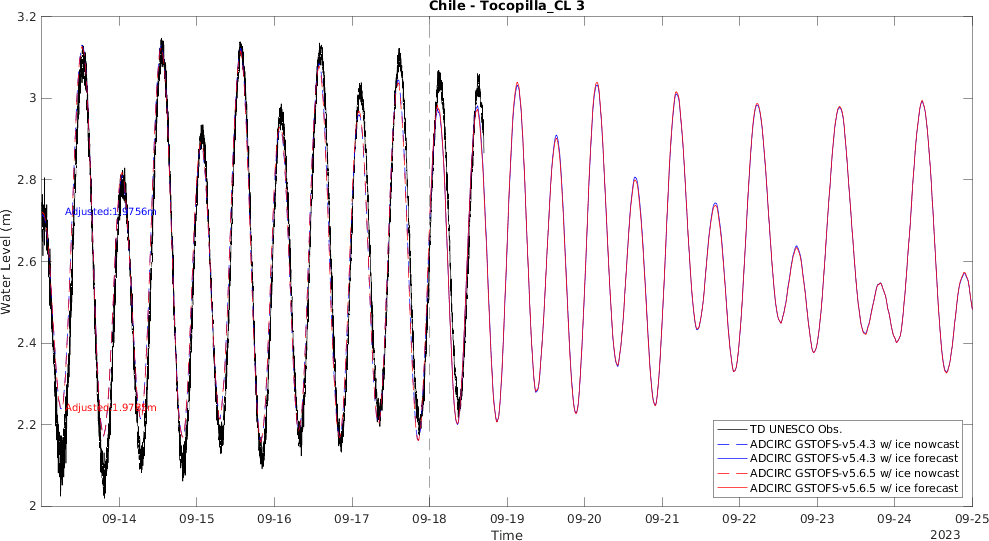 Chile - Tocopilla_CL 3
Water Level (m)
3.2
3
2.8
2.6
2.4
2.2
2
Adjusted:1.9756m
09-14
09-15
09-16
09-17
09-18
09-19
09-20
09-21
09-22
09-23
09-24
09-25
Time
2023
TD UNESCO Obs.
ADCIRC GSTOFS-v5.4.3 w/ ice nowcast
ADCIRC GSTOFS-v5.4.3 w/ ice forecast
ADCIRC GSTOFS-v5.6.5 w/ ice nowcast
ADCIRC GSTOFS-v5.6.5 w/ ice forecast